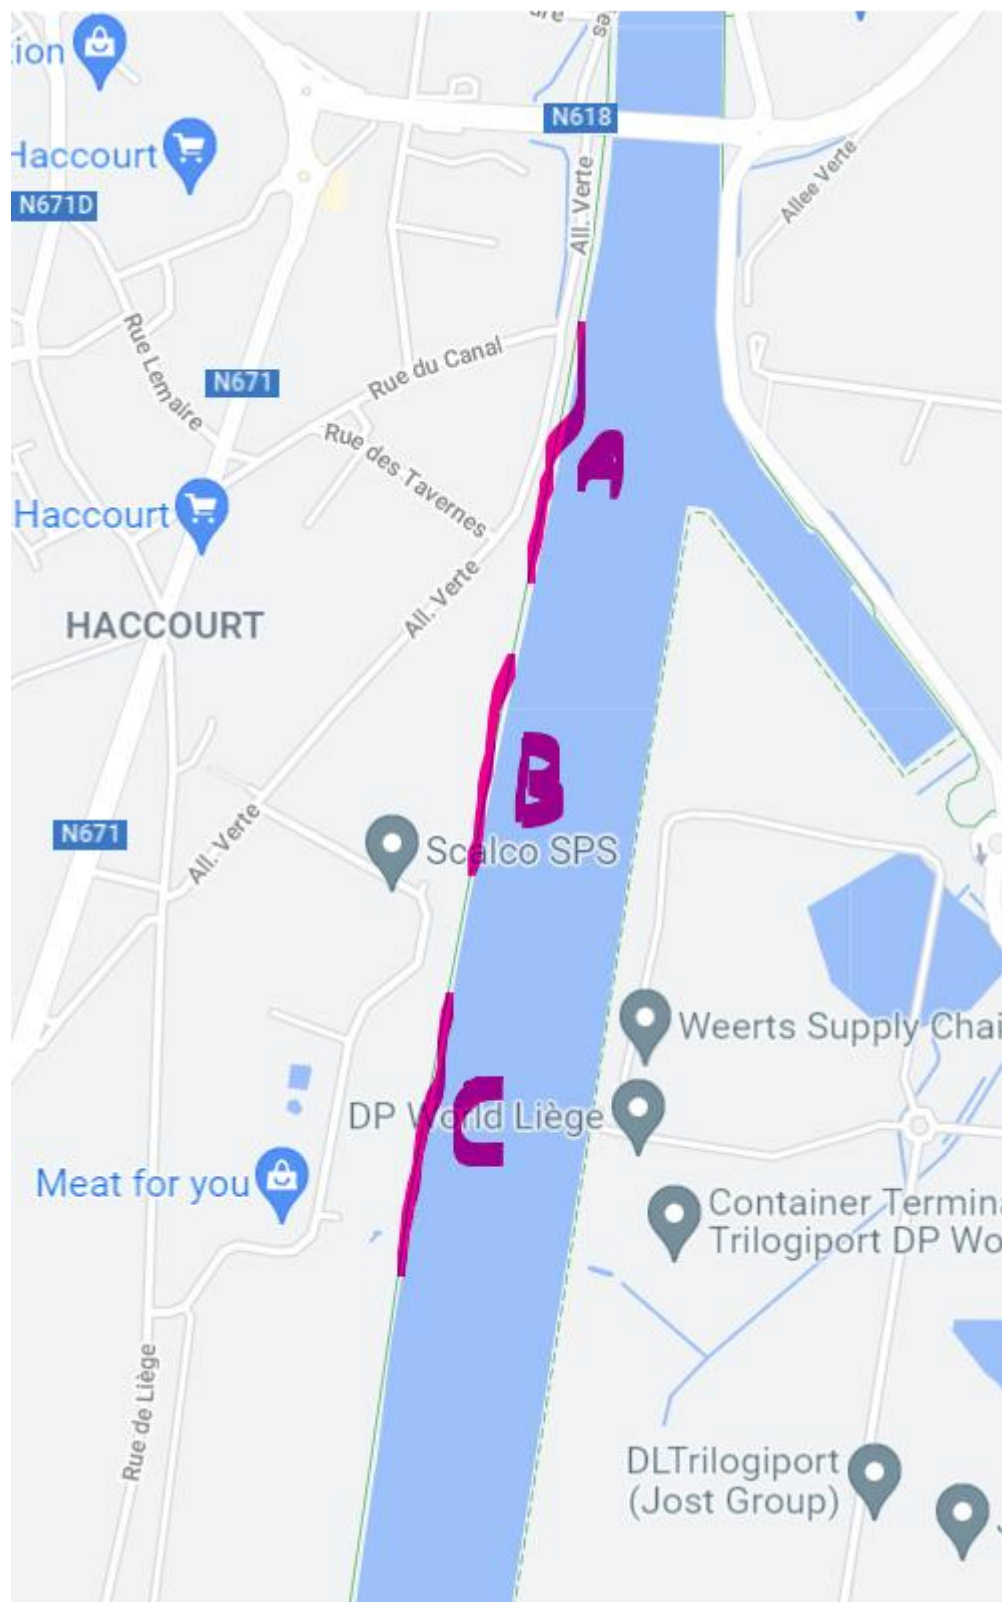 ion
N618
Haccourt
All. Verte
Allee Verte
N671D
Rue Lemaire
Rue du Canal
N671
A
Rue des Tavernes
Haccourt
All. Verte
HACCOURT
B
N671
All. Verte
Scalco SPS
Weerts Supply Chai
C
DP World Liège
Meat for you
Container Termina
Trilogiport DP Wo
Rue de Liège
DLTrilogiport
(Jost Group)